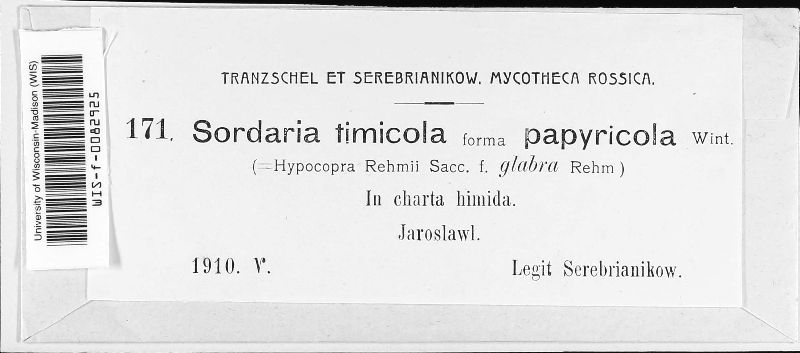 TRANZSCHEL ET SEREBRIANIKOW. MYCOTHECA ROSSICA.
171. Sordaria timicola forma papyricola Wint.
(=Hypocopra Rehmii Sacc. f. glabra Rehm)
In charta himida.
Jaroslawl.
1910. V.
Legit Serebrianikow.
University of Wisconsin-Madison (WIS)
WIS-f-0082925